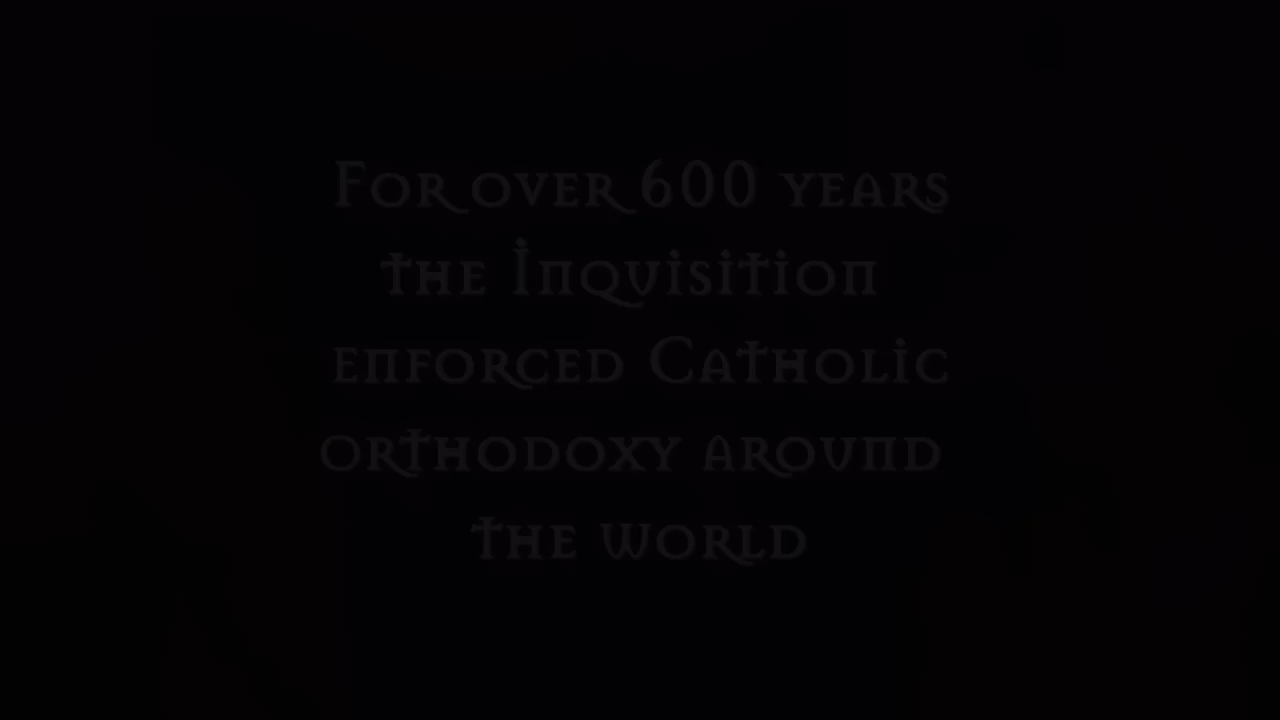 For over 600 years
the Inquisition
enforced Catholic
orthodoxy around
the world